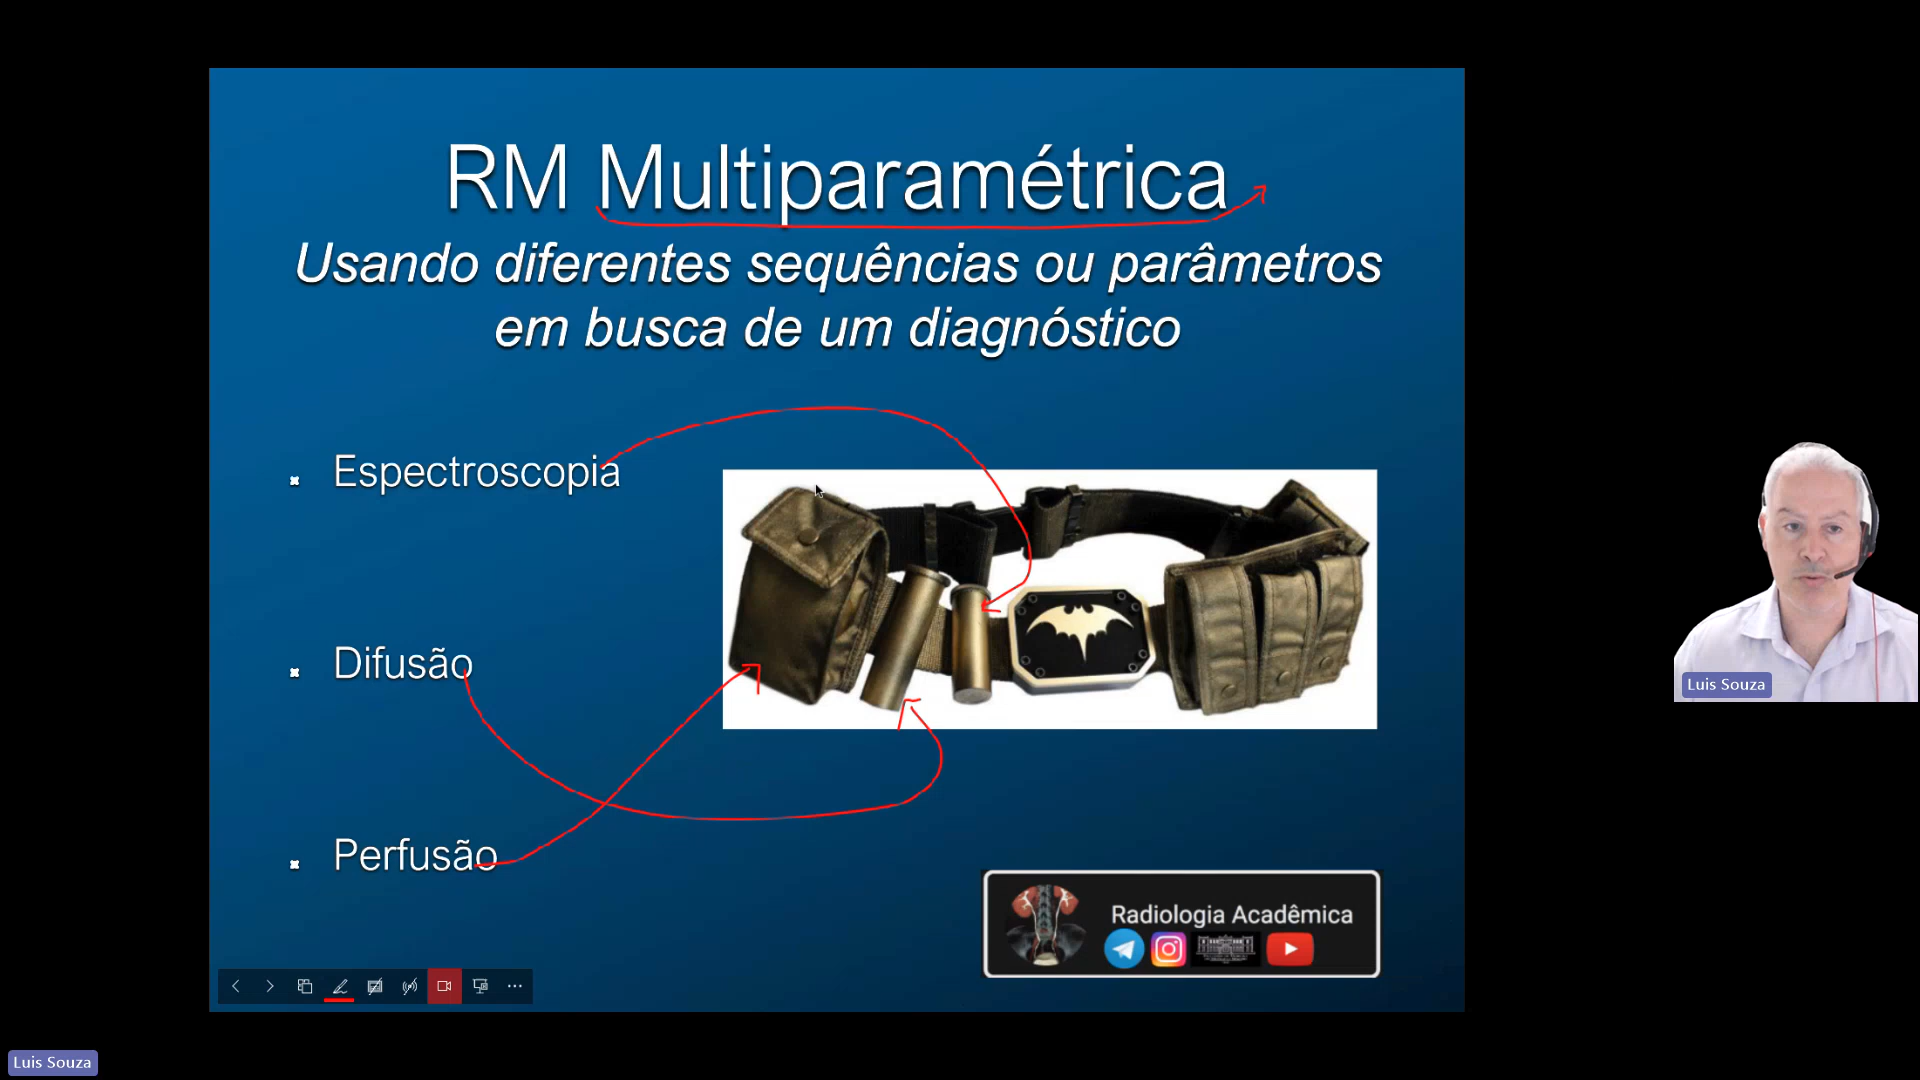 RM Multiparamétrica
Usando diferentes sequências ou parâmetros
em busca de um diagnóstico
Espectroscopia
Difusão
Perfusão
Radiologia Acadêmica
Luis Souza
Luis Souza